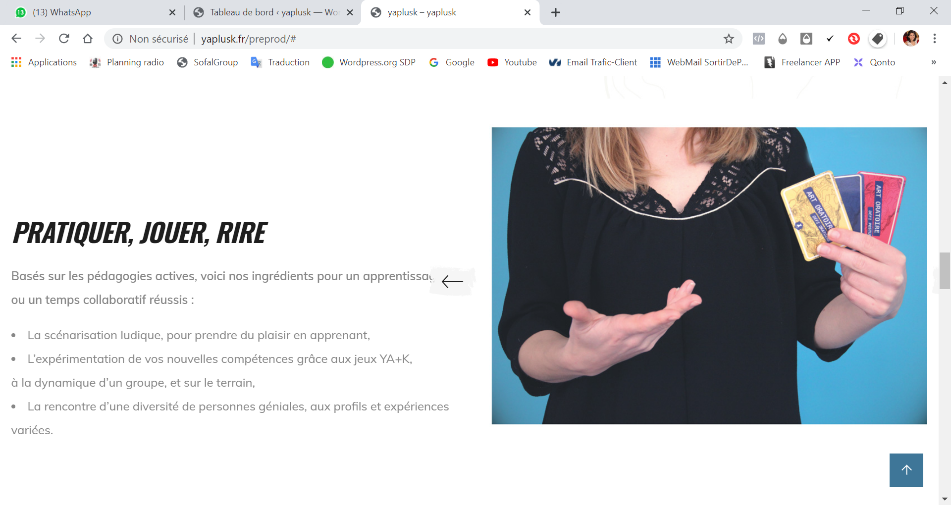 (13) WhatsApp
Tableau de bord ‹ yaplusk — Wo
yaplusk – yaplusk
Non sécurisé | yaplusk.fr/preprod/#
Applications
Planning radio
SofalGroup
Traduction
Wordpress.org SDP
Google
Youtube
Email Trafic-Client
WebMail SortirDeP...
Freelancer APP
Qonto
»
PRATIQUER, JOUER, RIRE
Basés sur les pédagogies actives, voici nos ingrédients pour un apprentissag
ou un temps collaboratif réussis :
• La scénarisation ludique, pour prendre du plaisir en apprenant,
• L'expérimentation de vos nouvelles compétences grâce aux jeux YA+K,
à la dynamique d'un groupe, et sur le terrain,
• La rencontre d'une diversité de personnes géniales, aux profils et expériences
variées.
ART ORATOIRE
ART ORATOIRE